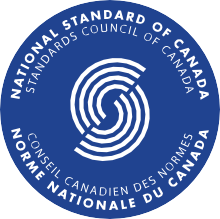 NATIONAL STANDARD OF CANADA
STANDARDS COUNCIL OF CANADA
CONSEIL CANADIEN DES NORMES
NORME NATIONALE DU CANADA